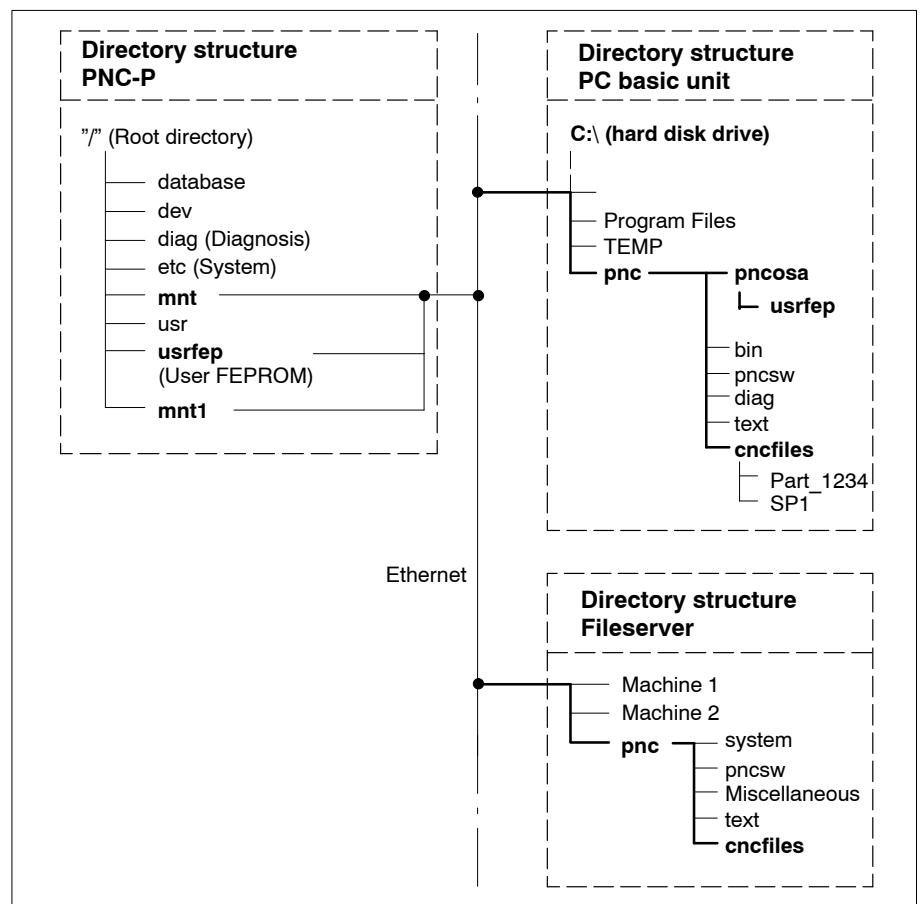 Directory structure
PNC-P
”/” (Root directory)
database
dev
diag (Diagnosis)
etc (System)
mnt
usr
usrfep
(User FEPROM)
mnt1
Ethernet
Directory structure
PC basic unit
C:\ (hard disk drive)
Program Files
TEMP
pnc
pncosa
usrfep
bin
pncsw
diag
text
cncfiles
Part_1234
SP1
Directory structure
Fileserver
Machine 1
Machine 2
pnc
system
pncsw
Miscellaneous
text
cncfiles